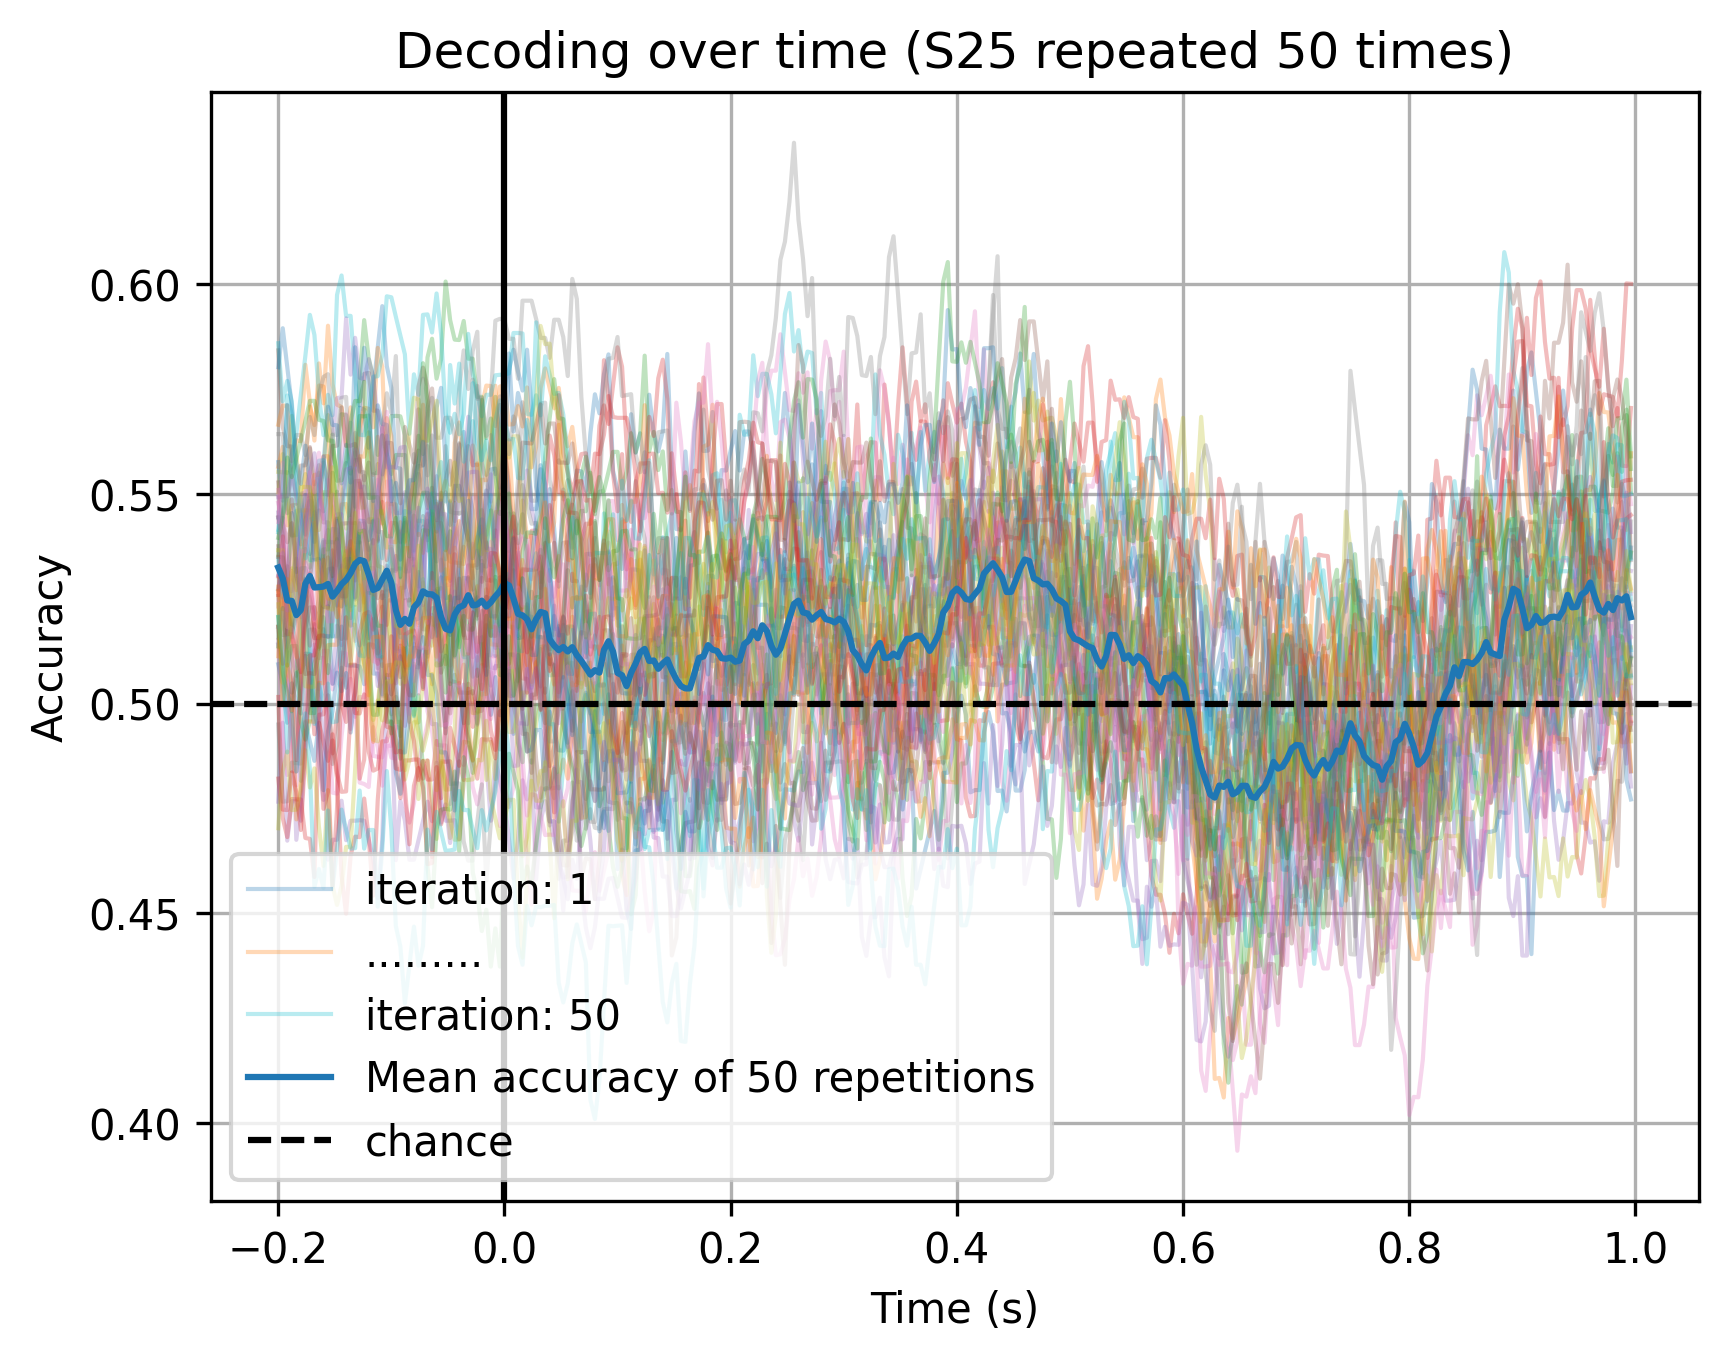 Decoding over time (S25 repeated 50 times)
Accuracy
0.60
0.55
0.50
0.45
0.40
iteration: 1
.........
iteration: 50
Mean accuracy of 50 repetitions
chance
−0.2 0.0 0.2 0.4 0.6 0.8 1.0
Time (s)